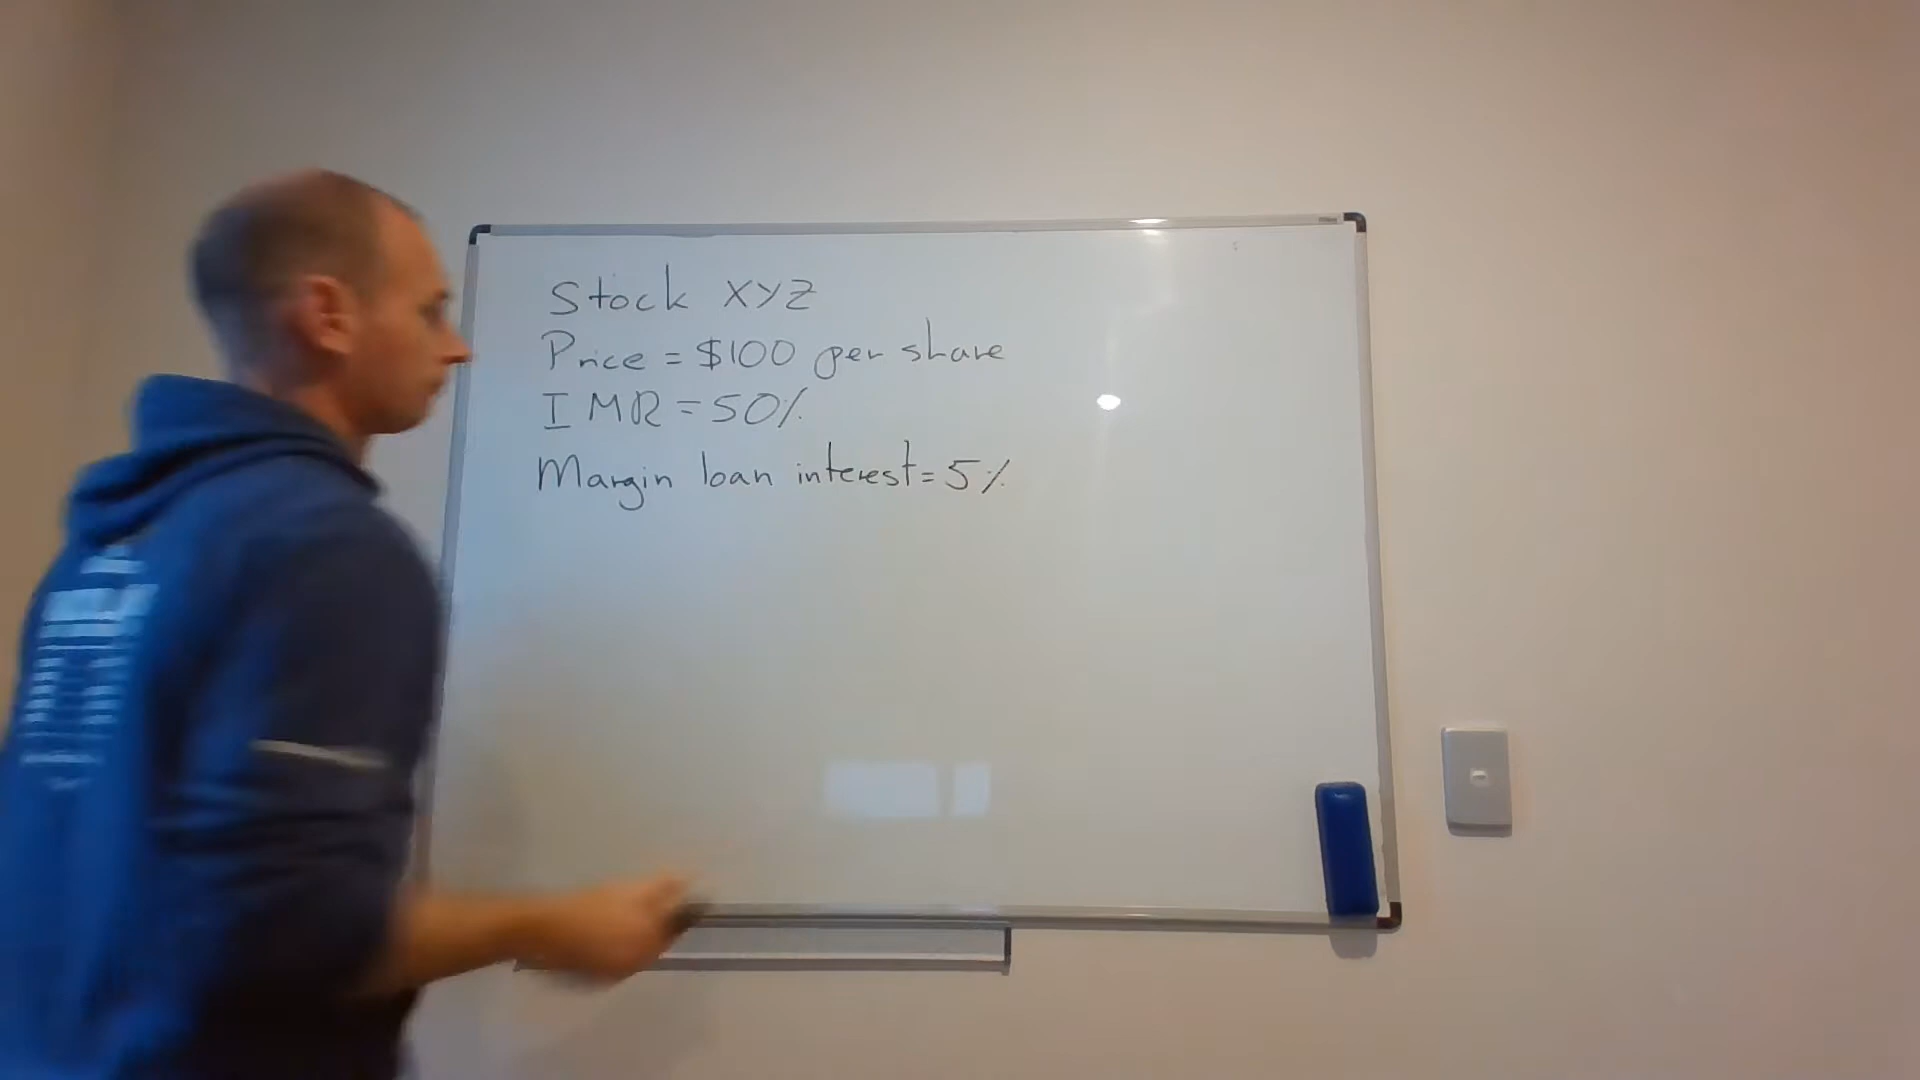 Stock XYZ
Price = $100 per share
IMR = 50%
Margin loan interest = 5%